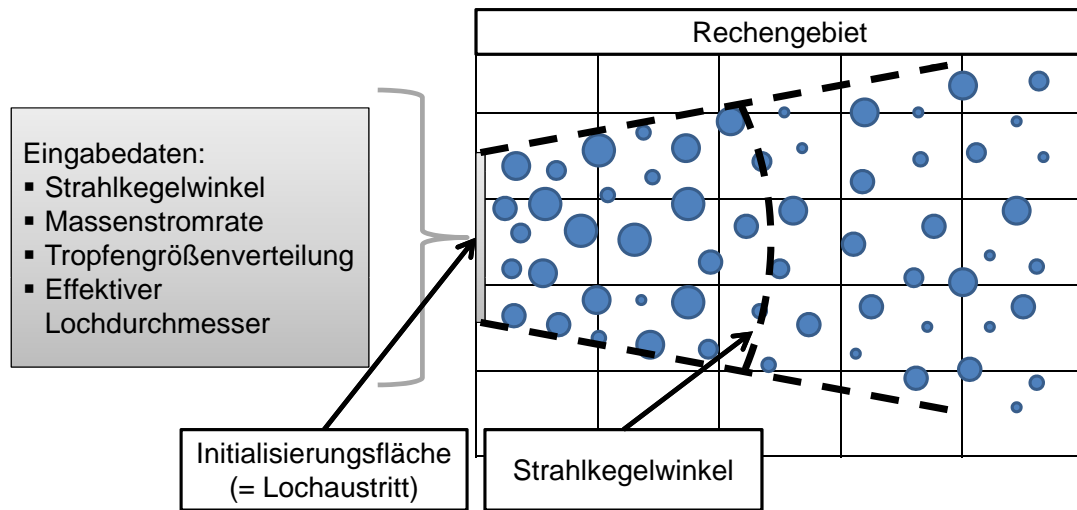 Rechengebiet
Eingabedaten:
▪ Strahlkegelwinkel
▪ Massenstromrate
▪ Tropfengrößenverteilung
▪ Effektiver
Lochdurchmesser
Initialisierungsfläche
(= Lochaustritt)
Strahlkegelwinkel